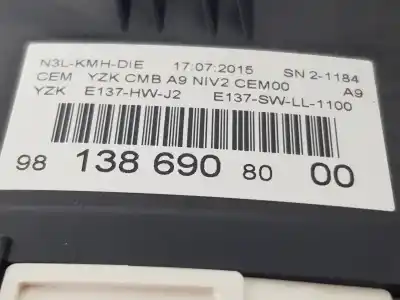 N3L-KMH-DIE 17:07:2015 SN 2-1184
CEM YZK CMB A9 NIV2 CEM00 A9
YZK E137-HW-J2 E137-SW-LL-1100
98 138 690 80 00